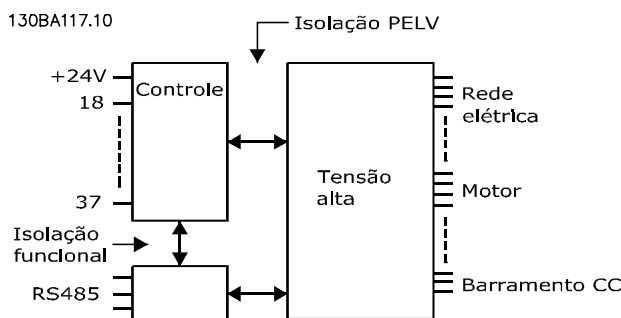 130BA117.10
Isolação PELV
+24V
Controle
18
37
Tensão
alta
Rede
elétrica
Motor
Isolação
funcional
RS485
Barramento CC